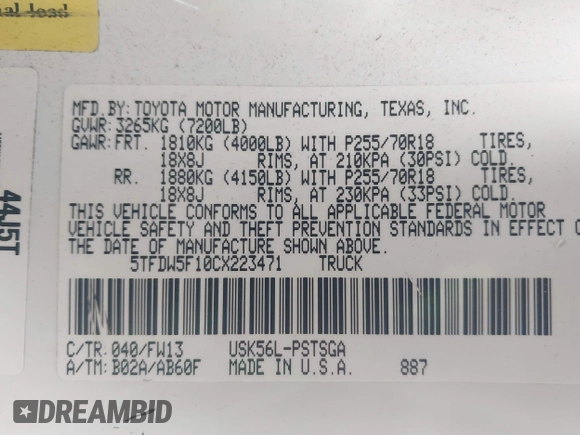 al load
44J5T
MFD.BY:TOYOTA MOTOR MANUFACTURING, TEXAS, INC.
GVWR:3265KG (7200LB)
GAWR:FRT. 1810KG (4000LB) WITH P255/70R18 TIRES,
18X8J RIMS, AT 210KPA (30PSI) COLD.
RR. 1880KG (4150LB) WITH P255/70R18 TIRES,
18X8J RIMS, AT 230KPA (33PSI) COLD.
THIS VEHICLE CONFORMS TO ALL APPLICABLE FEDERAL MOTOR
VEHICLE SAFETY AND THEFT PREVENTION STANDARDS IN EFFECT O
THE DATE OF MANUFACTURE SHOWN ABOVE.
5TFDW5F10CX223471 TRUCK
C/TR:040/FW13 USK56L-PSTSGA
A/TM:B02A/AB60F MADE IN U.S.A. 887
DREAMBID